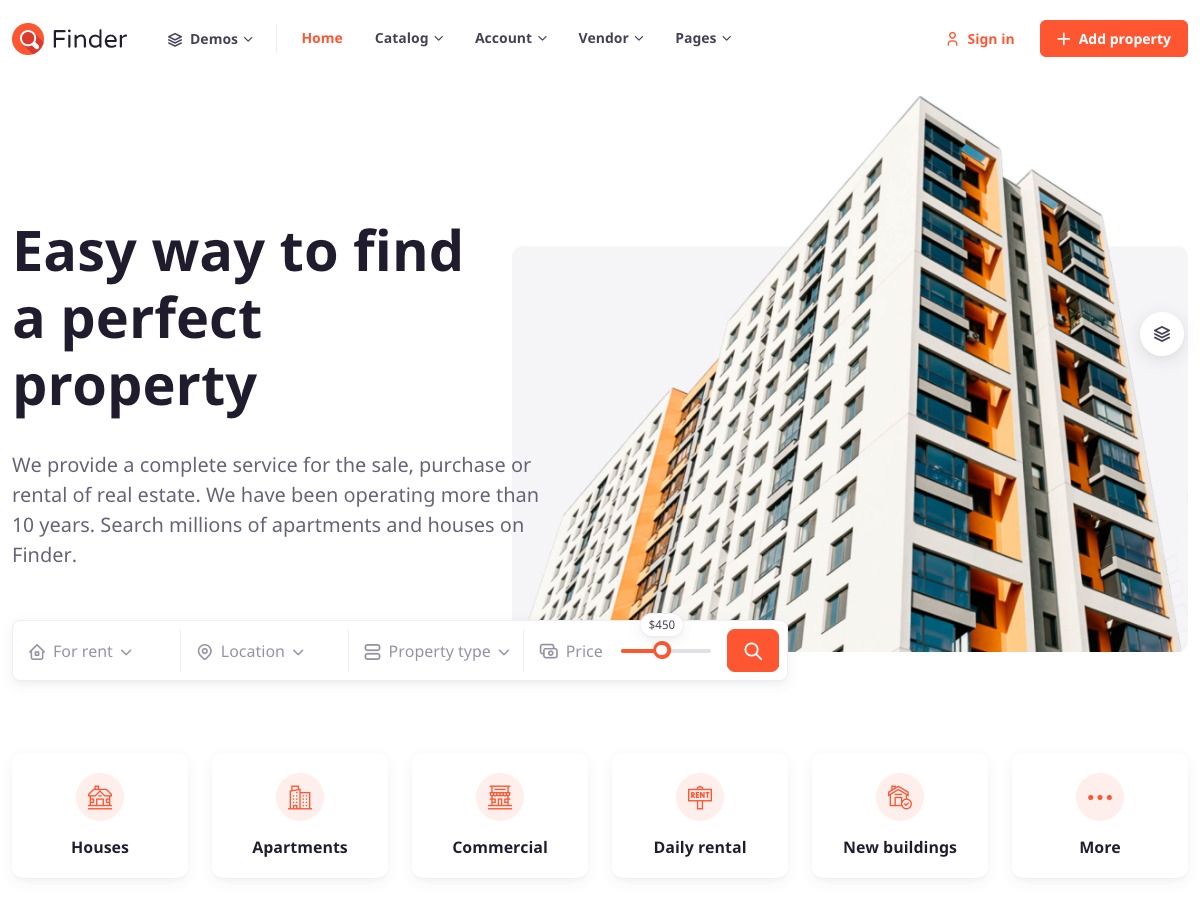 Finder
Demos
Home
Catalog
Account
Vendor
Pages
Sign in
Add property
Easy way to find
a perfect
property
We provide a complete service for the sale, purchase or
rental of real estate. We have been operating more than
10 years. Search millions of apartments and houses on
Finder.
$450
For rent
Location
Property type
Price
RENT
Houses
Apartments
Commercial
Daily rental
New buildings
More